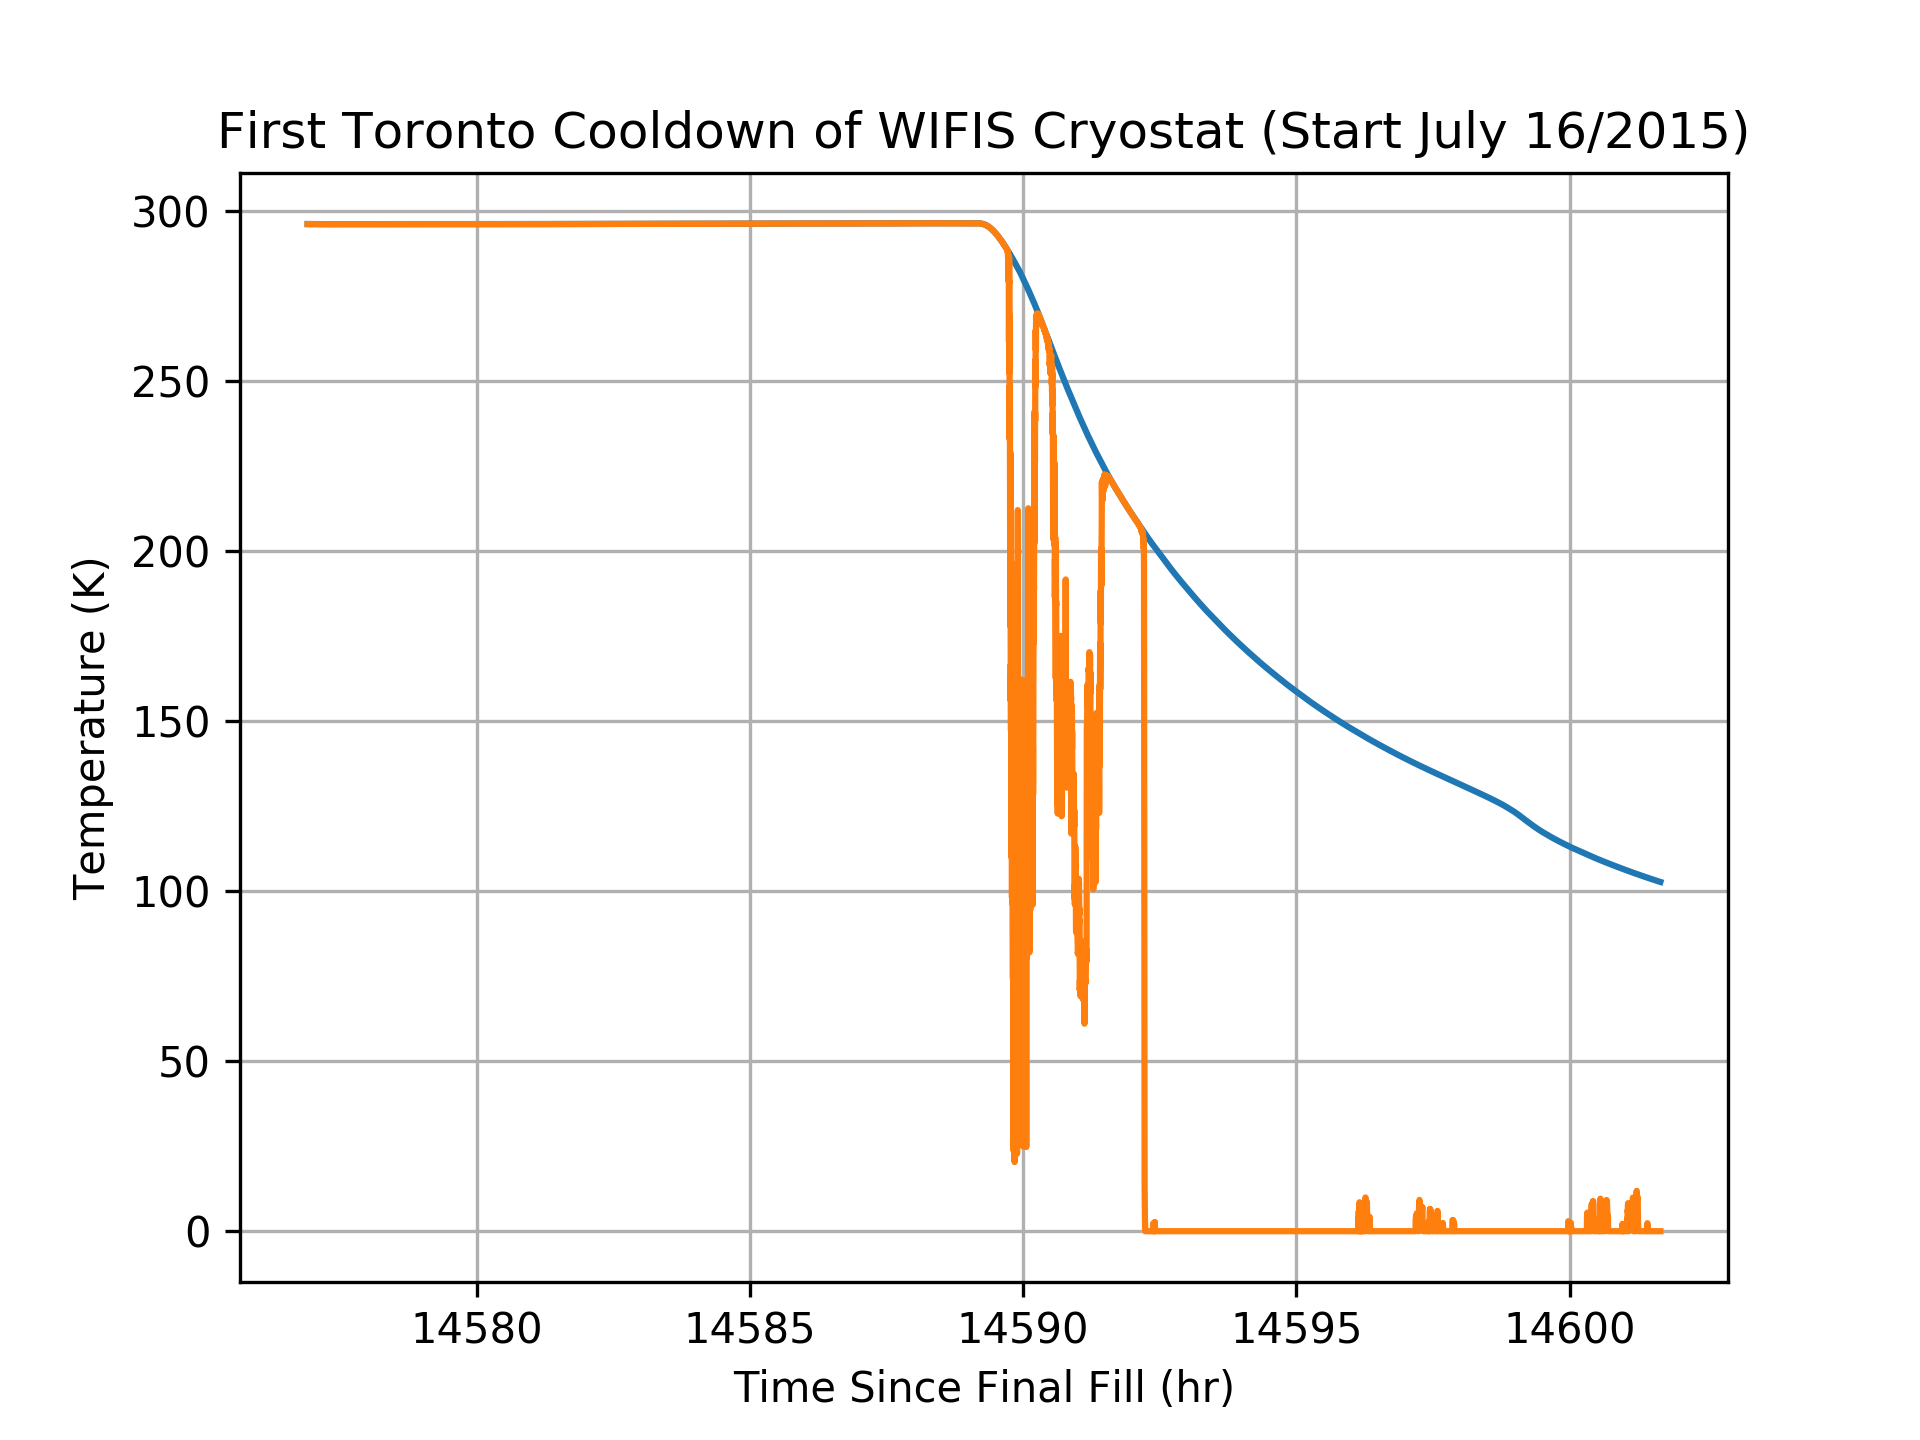 First Toronto Cooldown of WIFIS Cryostat (Start July 16/2015)
300
250
200
150
100
50
0
Temperature (K)
14580 14585 14590 14595 14600
Time Since Final Fill (hr)